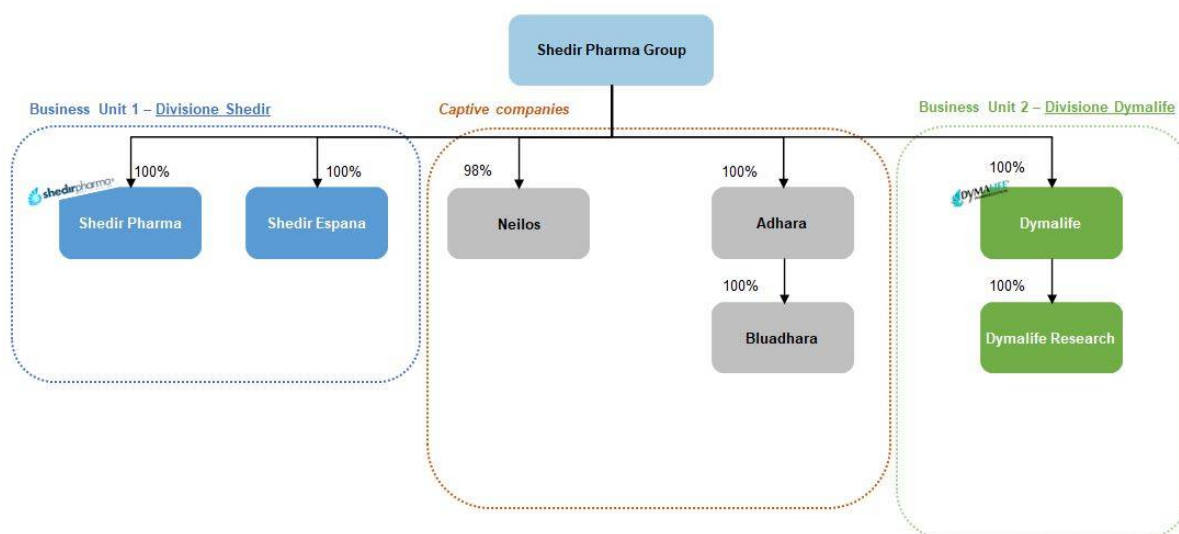 Shedir Pharma Group
Business Unit 1 – Divisione Shedir
Captive companies
Business Unit 2 – Divisione Dymalife
100%
100%
98%
100%
100%
shedirpharma
DYMALIFE
Shedir Pharma
Shedir Espana
Neilos
Adhara
Dymalife
100%
100%
Bluadhara
Dymalife Research